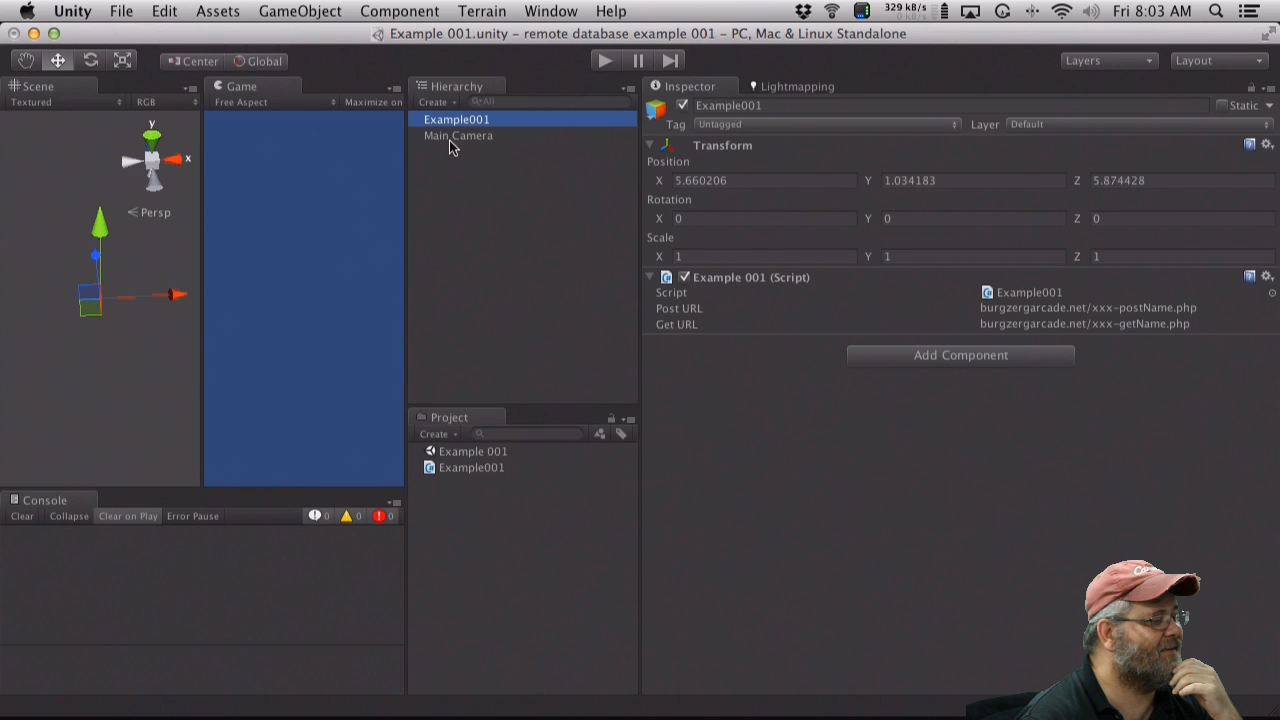 Unity File Edit Assets GameObject Component Terrain Window Help 329 kB/s 0 kB/s Fri 8:03 AM
Example 001.unity – remote database example 001 – PC, Mac & Linux Standalone
Center Global Layers Layout
Scene Game Hierarchy Inspector Lightmapping
Textured RGB Free Aspect Maximize on Create All
Example001
Main Camera
Example001 Static
Tag Untagged Layer Default
Transform
Position
X 5.660206 Y 1.034183 Z 5.874428
Rotation
X 0 Y 0 Z 0
Scale
X 1 Y 1 Z 1
Example 001 (Script)
Script Example001
Post URL burgzergarcade.net/xxx-postName.php
Get URL burgzergarcade.net/xxx-getName.php
Add Component
y
x
Persp
Project
Create
Example 001
Example001
Console
Clear Collapse Clear on Play Error Pause 0 0 0